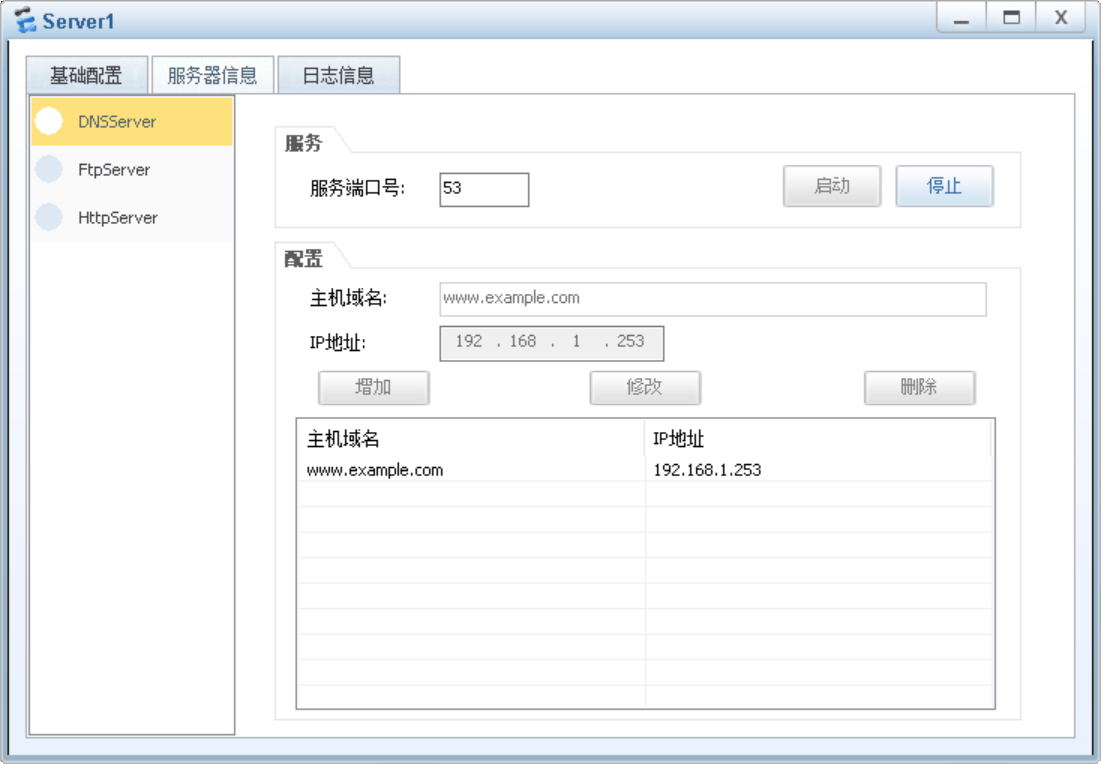 Server1
X
基础配置 服务器信息 日志信息
DNSServer
FtpServer
HttpServer
服务
服务端口号: 53 启动 停止
配置
主机域名: www.example.com
IP地址: 192 . 168 . 1 . 253
增加 修改 删除
主机域名 IP地址
www.example.com 192.168.1.253